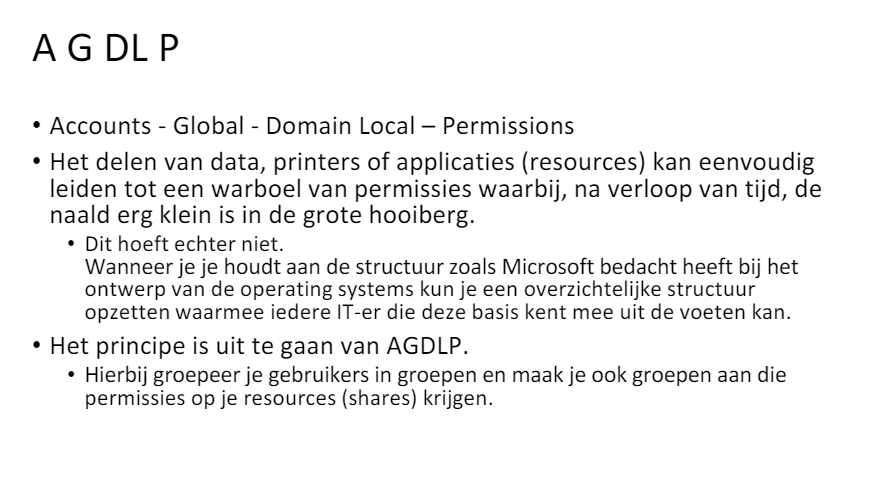 A G DL P
• Accounts - Global - Domain Local – Permissions
• Het delen van data, printers of applicaties (resources) kan eenvoudig
leiden tot een warboel van permissies waarbij, na verloop van tijd, de
naald erg klein is in de grote hooiberg.
• Dit hoeft echter niet.
Wanneer je je houdt aan de structuur zoals Microsoft bedacht heeft bij het
ontwerp van de operating systems kun je een overzichtelijke structuur
opzetten waarmee iedere IT-er die deze basis kent mee uit de voeten kan.
• Het principe is uit te gaan van AGDLP.
• Hierbij groepeer je gebruikers in groepen en maak je ook groepen aan die
permissies op je resources (shares) krijgen.